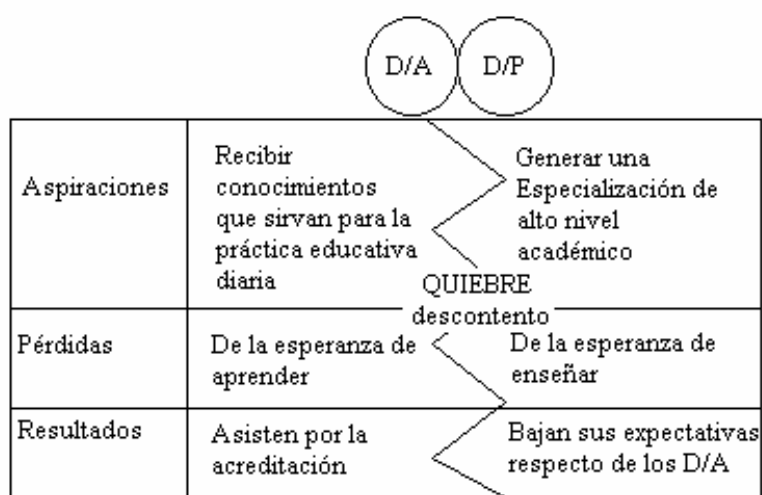 D/A D/P
Aspiraciones
Recibir
conocimientos
que sirvan para la
práctica educativa
diaria
Generar una
Especialización de
alto nivel
académico
QUIEBRE
descontento
Pérdidas
De la esperanza de
aprender
De la esperanza de
enseñar
Resultados
Asisten por la
acreditación
Bajan sus expectativas
respecto de los D/A